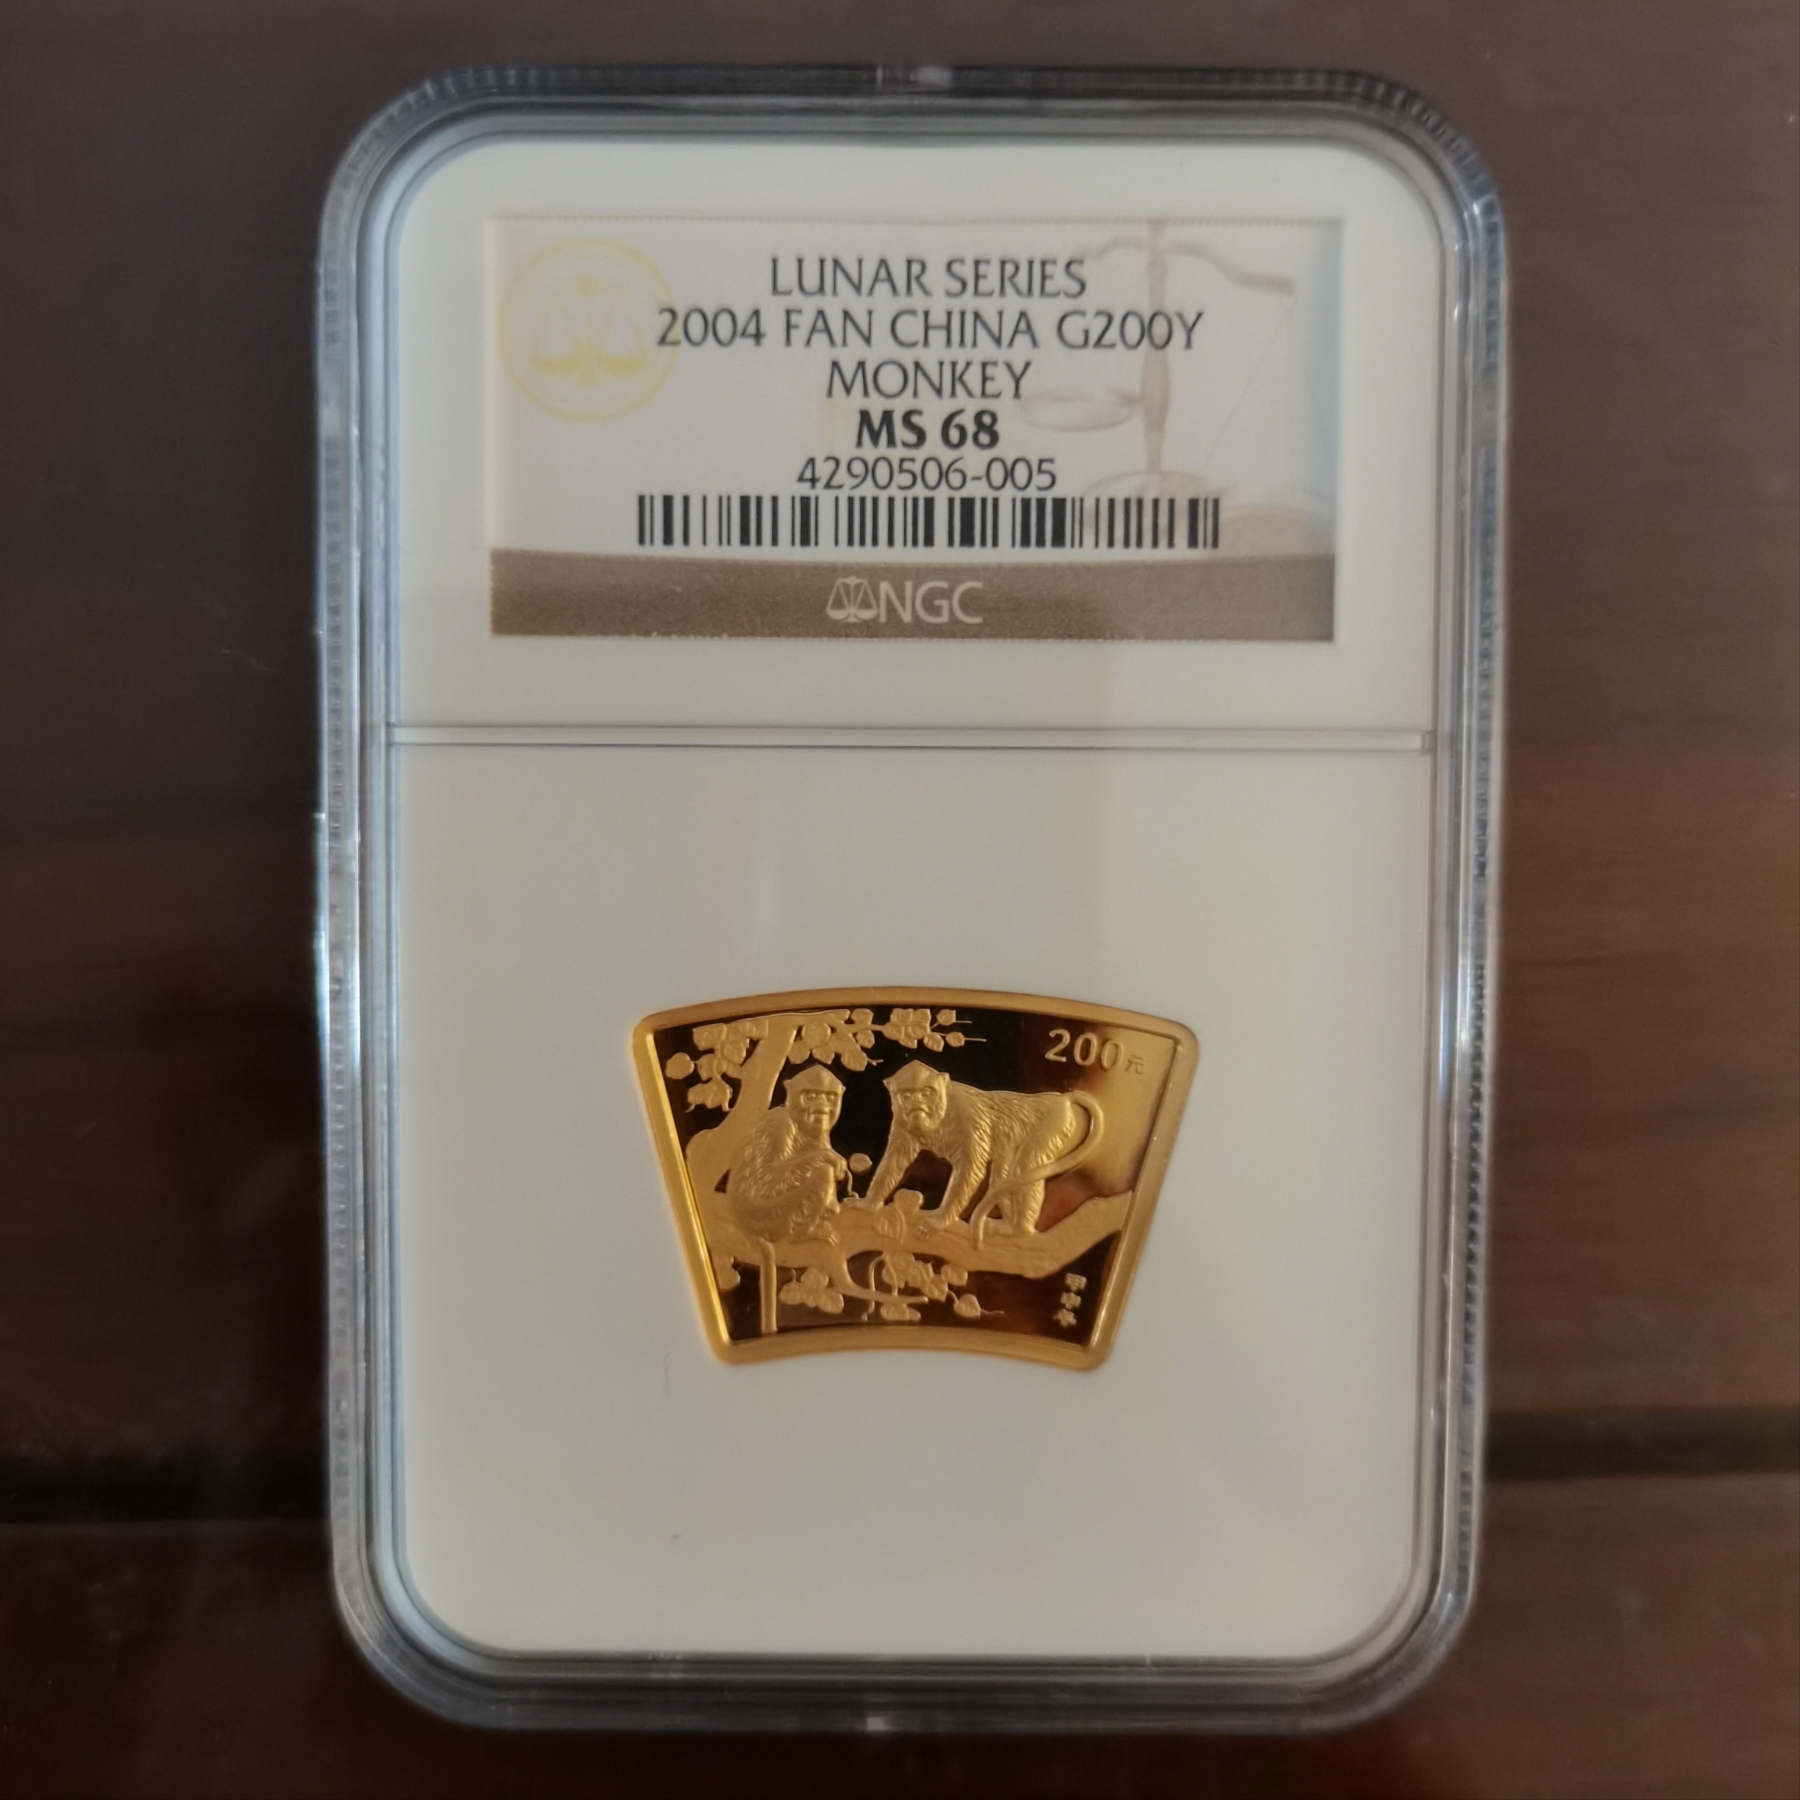 LUNAR SERIES
2004 FAN CHINA G200Y
MONKEY
MS 68
4290506-005
NGC
200元
甲申年